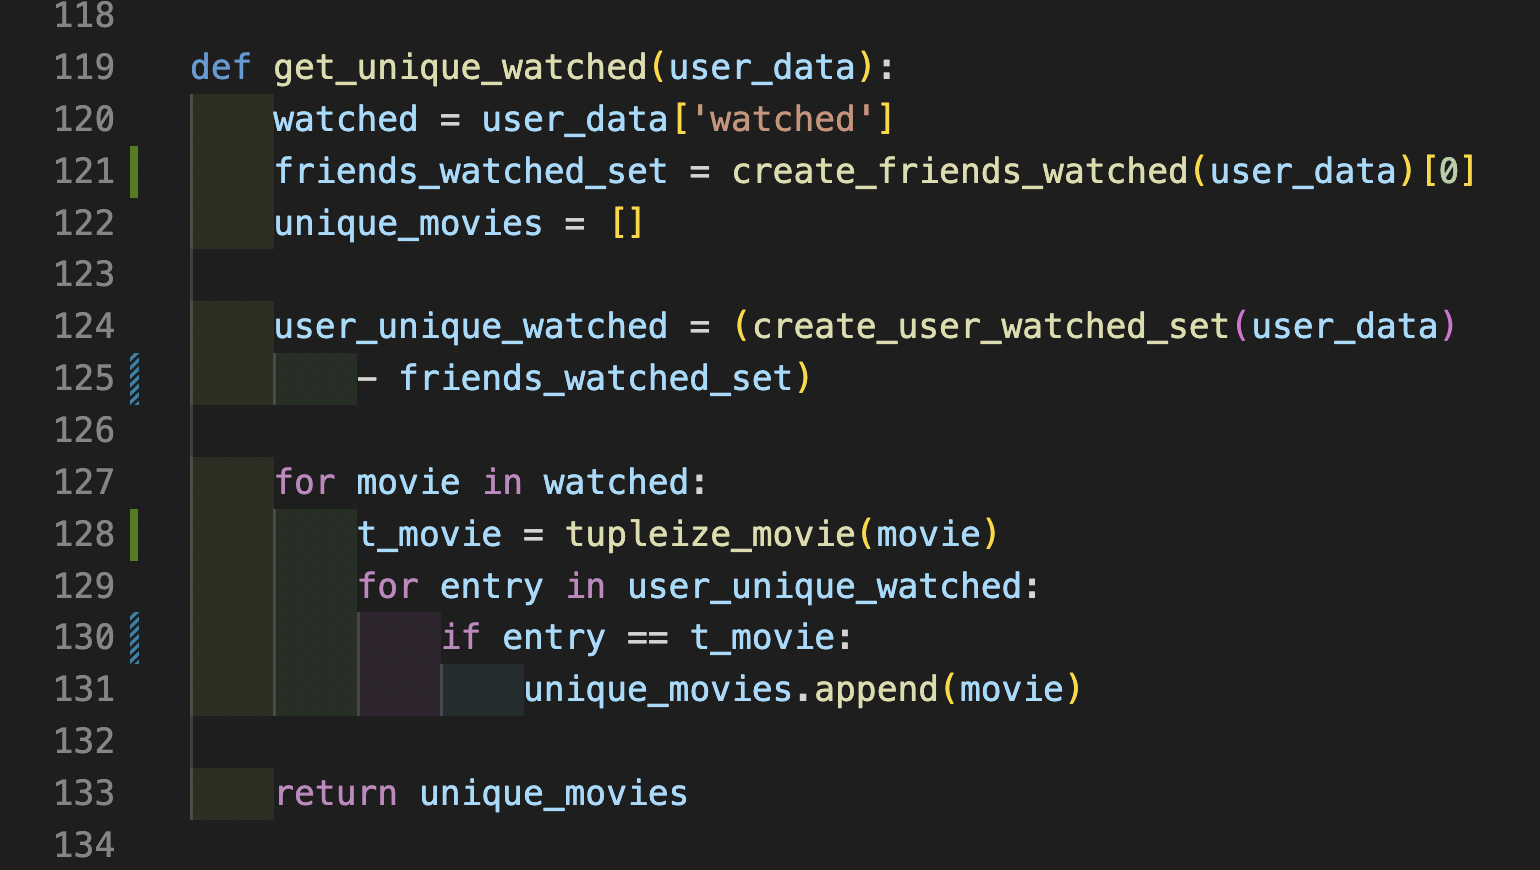 118
119 def get_unique_watched(user_data):
120     watched = user_data['watched']
121     friends_watched_set = create_friends_watched(user_data)[0]
122     unique_movies = []
123
124     user_unique_watched = (create_user_watched_set(user_data)
125         - friends_watched_set)
126
127     for movie in watched:
128         t_movie = tupleize_movie(movie)
129         for entry in user_unique_watched:
130             if entry == t_movie:
131                 unique_movies.append(movie)
132
133     return unique_movies
134